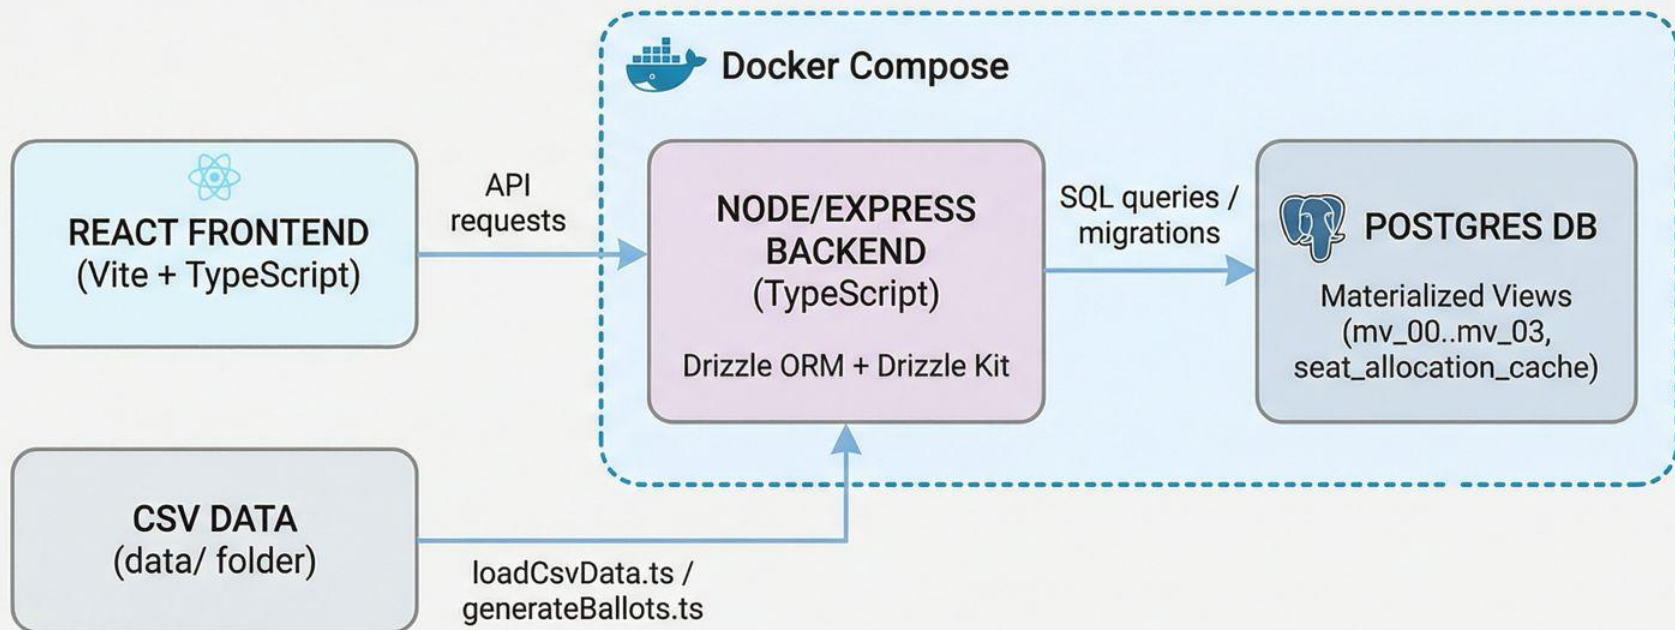 Docker Compose
REACT FRONTEND
(Vite + TypeScript)
API
requests
NODE/EXPRESS
BACKEND
(TypeScript)
Drizzle ORM + Drizzle Kit
SQL queries /
migrations
POSTGRES DB
Materialized Views
(mv_00..mv_03,
seat_allocation_cache)
CSV DATA
(data/ folder)
loadCsvData.ts /
generateBallots.ts